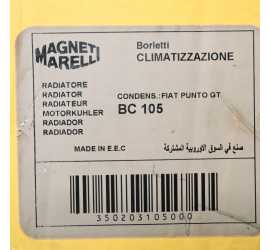 MAGNETI MARELLI
Borletti
CLIMATIZZAZIONE
RADIATORE
RADIATOR
RADIATEUR
MOTORKUHLER
RADIADOR
RADIADOR
CONDENS.:FIAT PUNTO GT
BC 105
MADE IN E.E.C
صنع في السوق الاوروبية المشتركة
350203105000